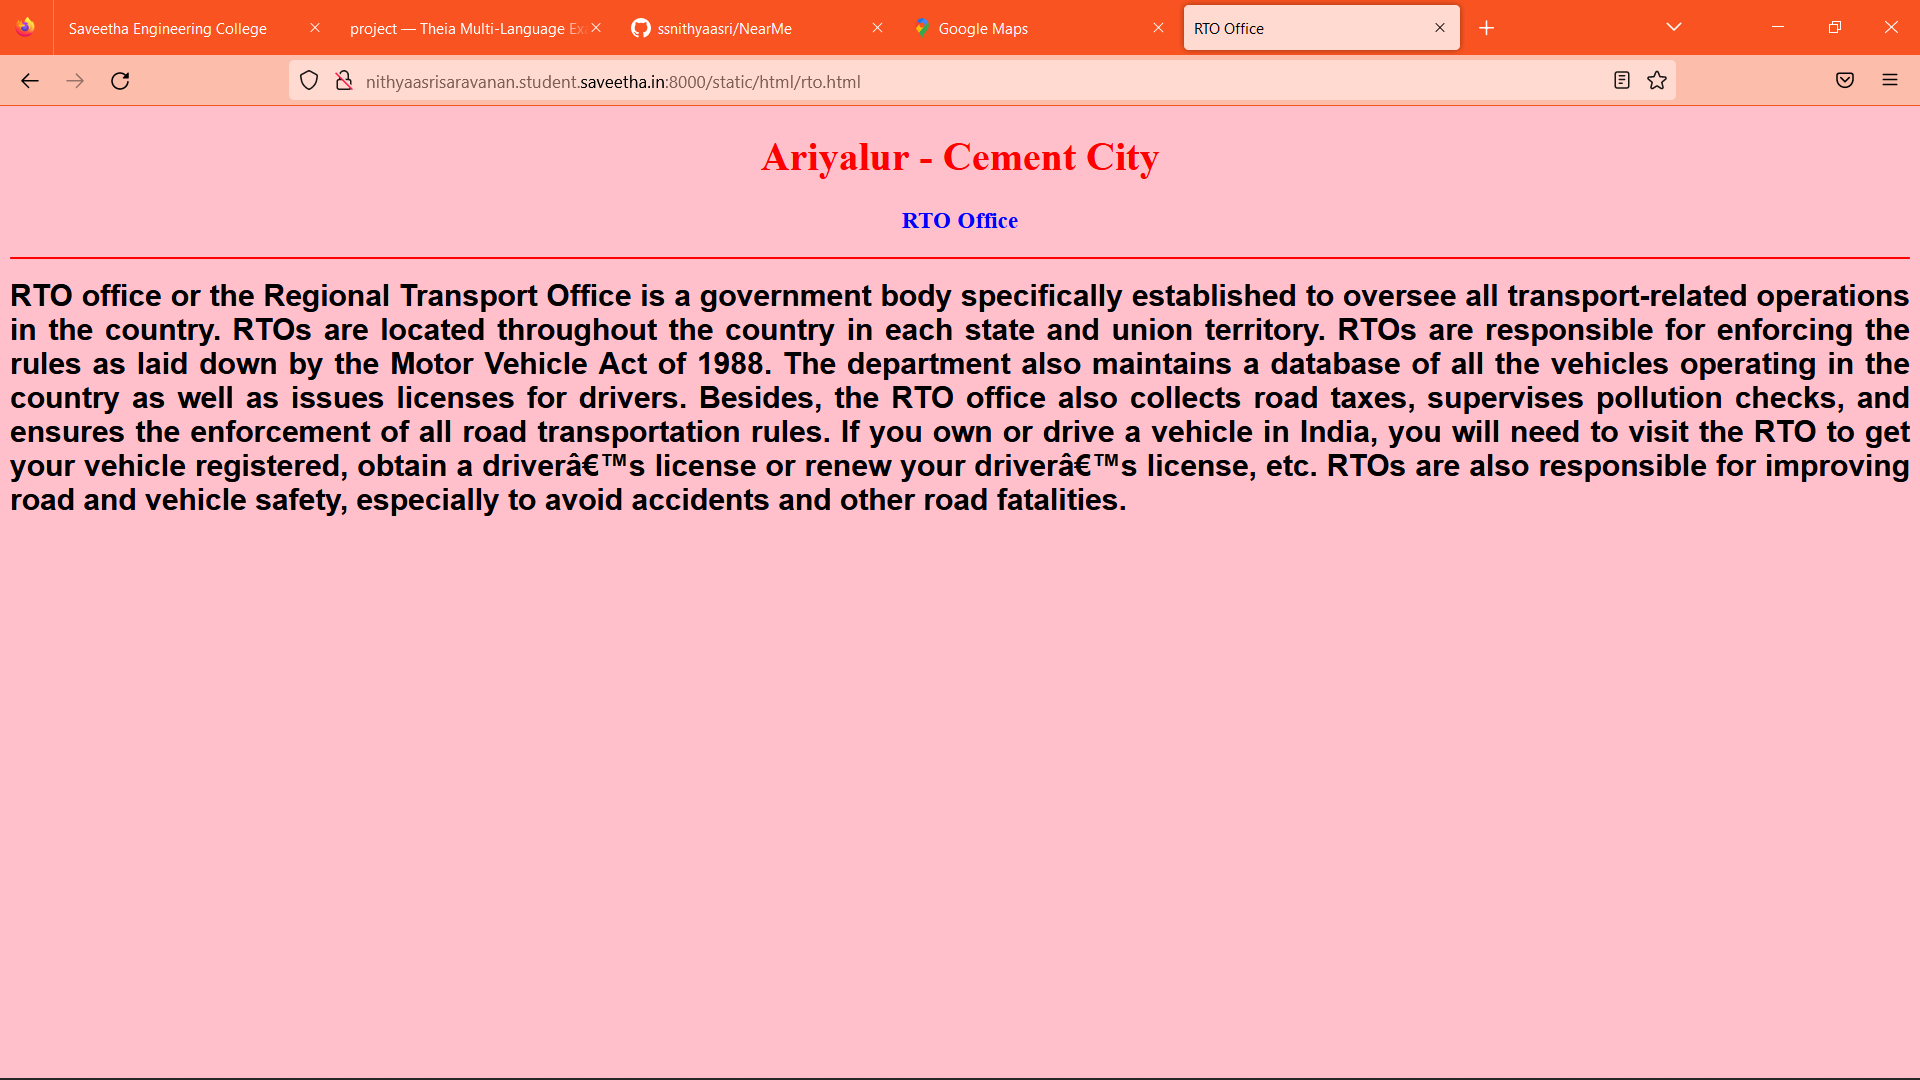 Saveetha Engineering College
project — Theia Multi-Language Ex
ssnithyaasri/NearMe
Google Maps
RTO Office
nithyaasrisaravanan.student.saveetha.in:8000/static/html/rto.html
Ariyalur - Cement City
RTO Office
RTO office or the Regional Transport Office is a government body specifically established to oversee all transport-related operations
in the country. RTOs are located throughout the country in each state and union territory. RTOs are responsible for enforcing the
rules as laid down by the Motor Vehicle Act of 1988. The department also maintains a database of all the vehicles operating in the
country as well as issues licenses for drivers. Besides, the RTO office also collects road taxes, supervises pollution checks, and
ensures the enforcement of all road transportation rules. If you own or drive a vehicle in India, you will need to visit the RTO to get
your vehicle registered, obtain a driverâ€™s license or renew your driverâ€™s license, etc. RTOs are also responsible for improving
road and vehicle safety, especially to avoid accidents and other road fatalities.